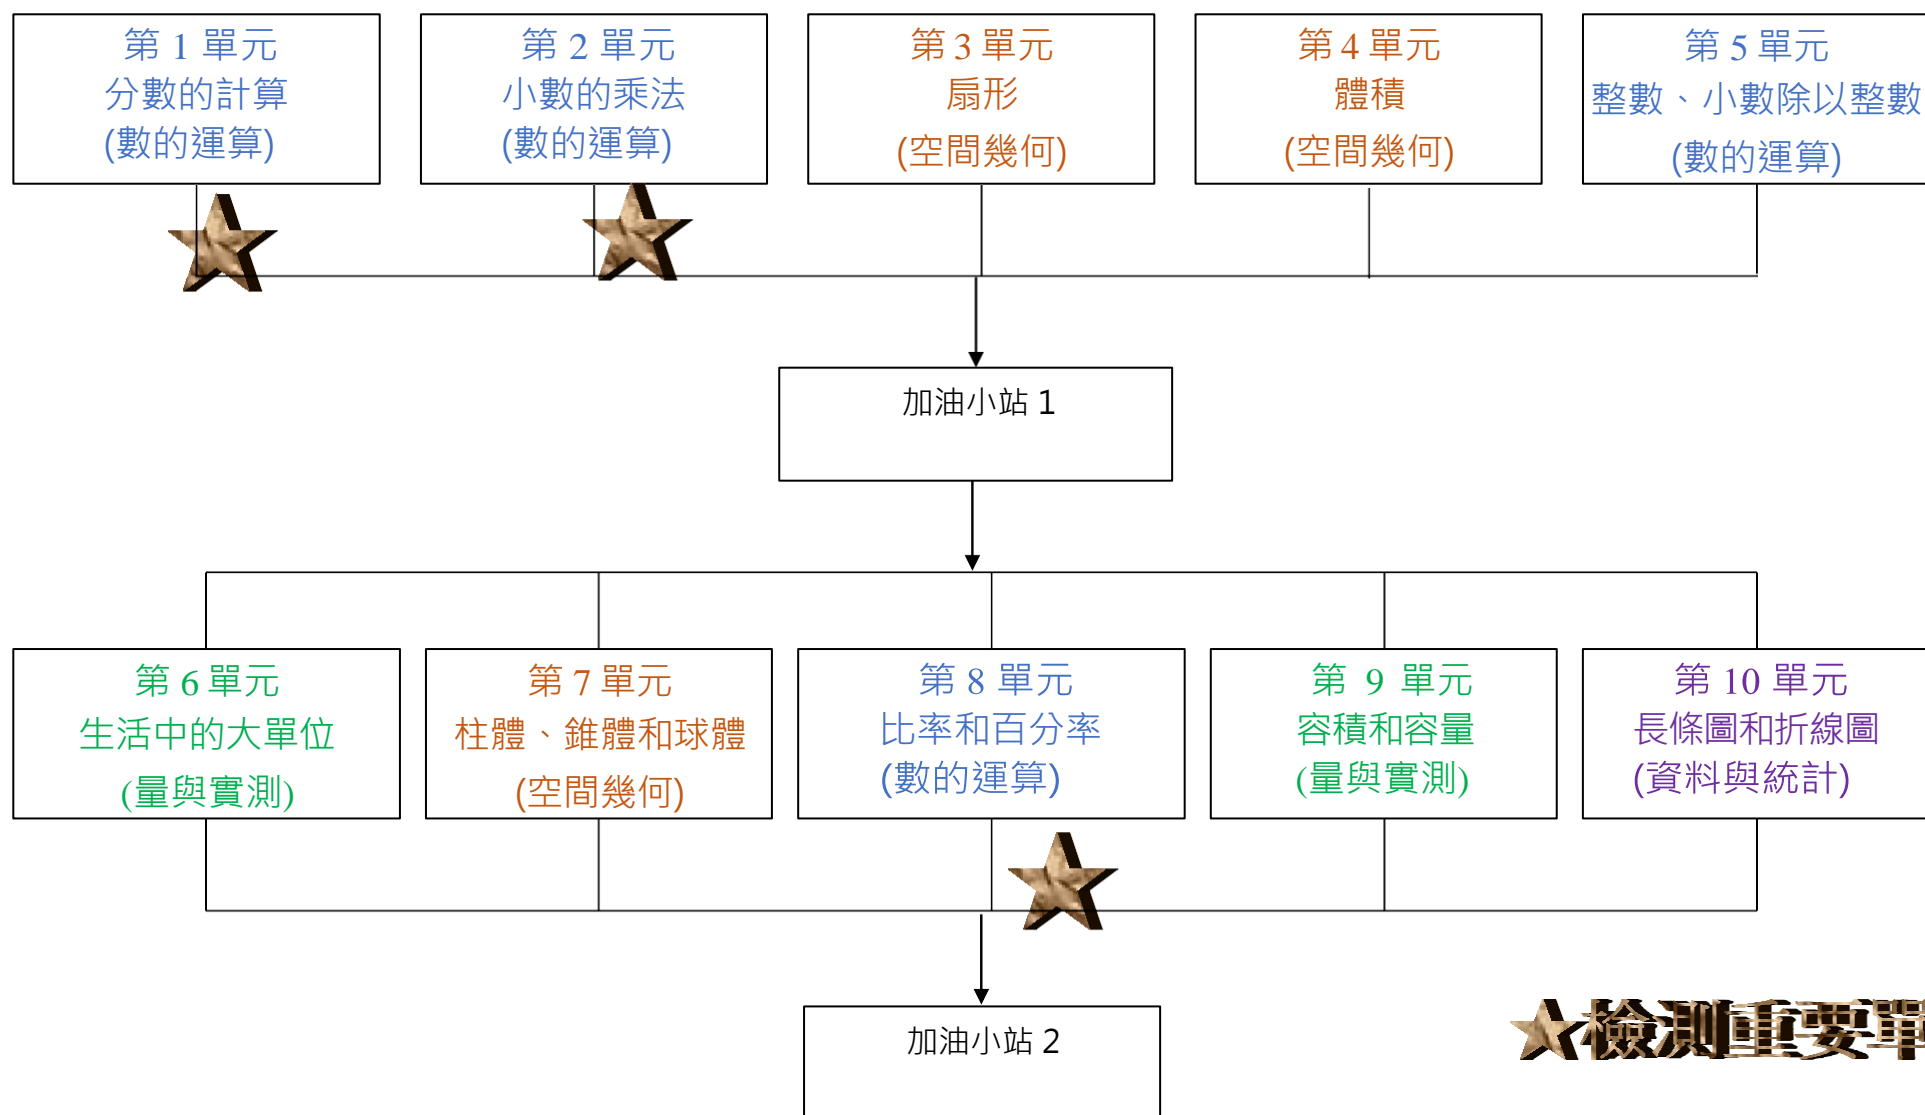 第 1 單元
分數的計算
(數的運算)
第 2 單元
小數的乘法
(數的運算)
第 3 單元
扇形
(空間幾何)
第 4 單元
體積
(空間幾何)
第 5 單元
整數、小數除以整數
(數的運算)
加油小站 1
第 6 單元
生活中的大單位
(量與實測)
第 7 單元
柱體、錐體和球體
(空間幾何)
第 8 單元
比率和百分率
(數的運算)
第 9 單元
容積和容量
(量與實測)
第 10 單元
長條圖和折線圖
(資料與統計)
加油小站 2
★檢測重要單